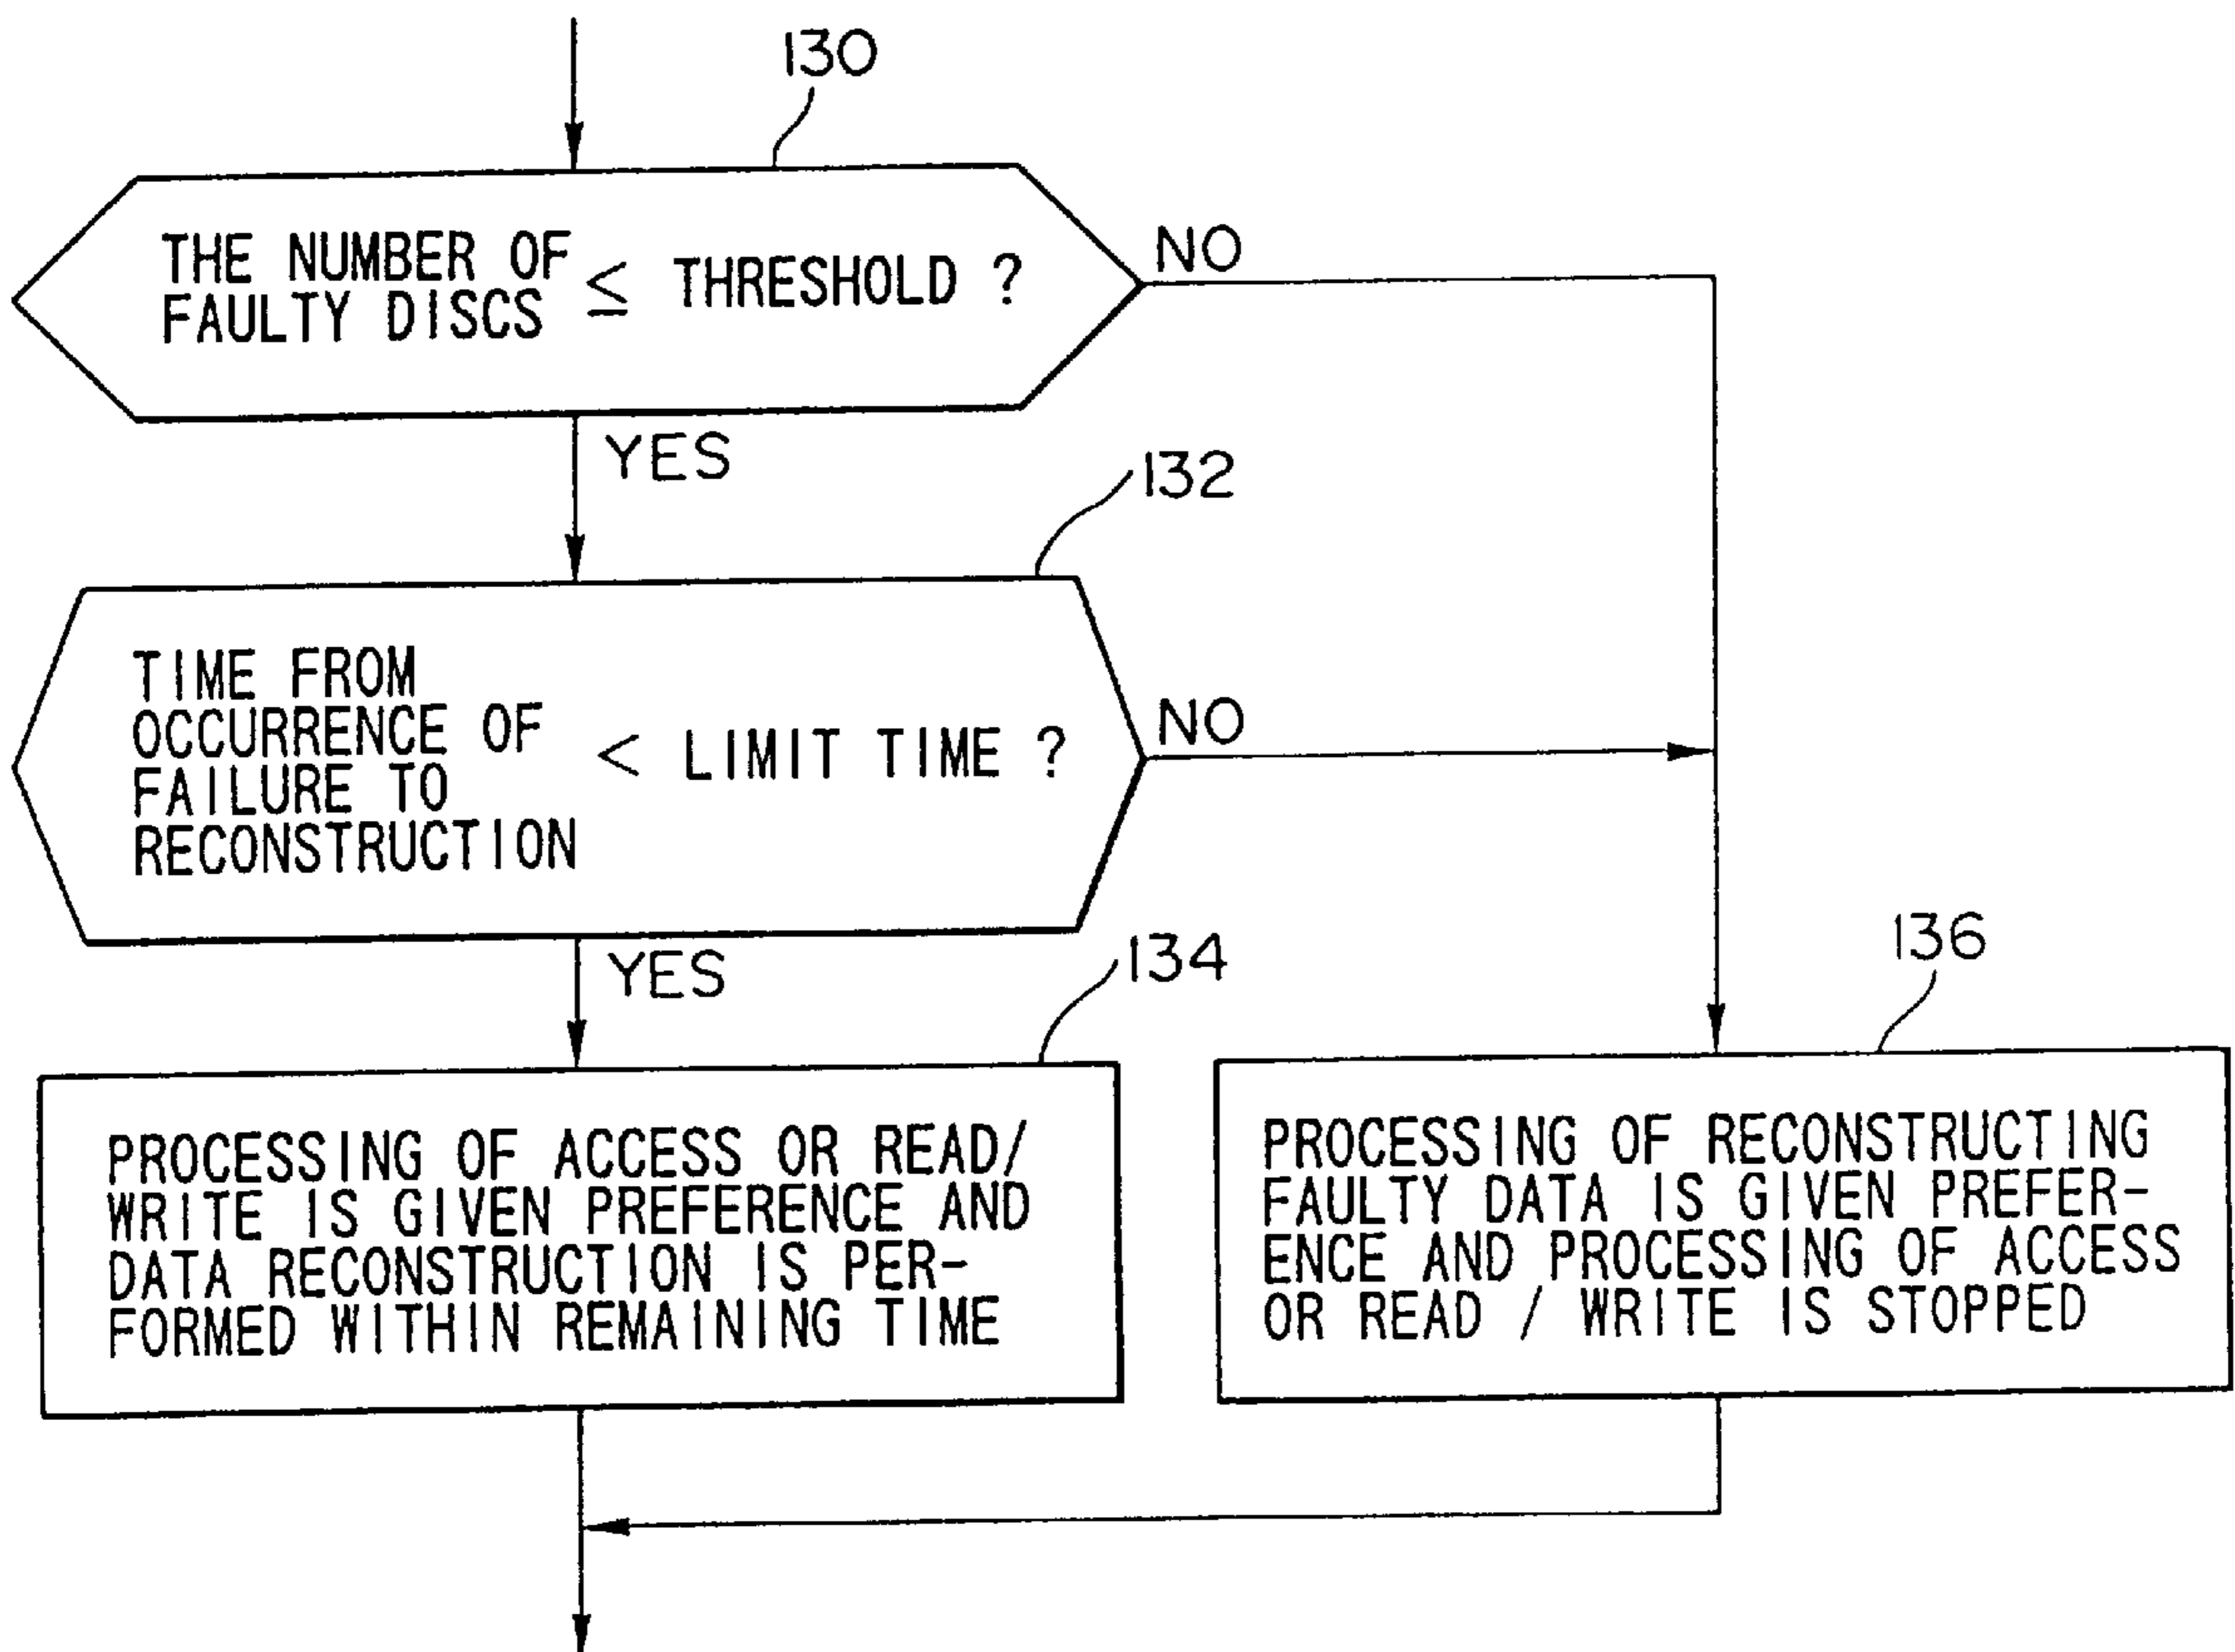 130
THE NUMBER OF
FAULTY DISCS ≤ THRESHOLD ?
NO
YES
132
TIME FROM
OCCURRENCE OF
FAILURE TO
RECONSTRUCTION
< LIMIT TIME ?
NO
YES
134
PROCESSING OF ACCESS OR READ/
WRITE IS GIVEN PREFERENCE AND
DATA RECONSTRUCTION IS PER-
FORMED WITHIN REMAINING TIME
136
PROCESSING OF RECONSTRUCTING
FAULTY DATA IS GIVEN PREFER-
ENCE AND PROCESSING OF ACCESS
OR READ / WRITE IS STOPPED